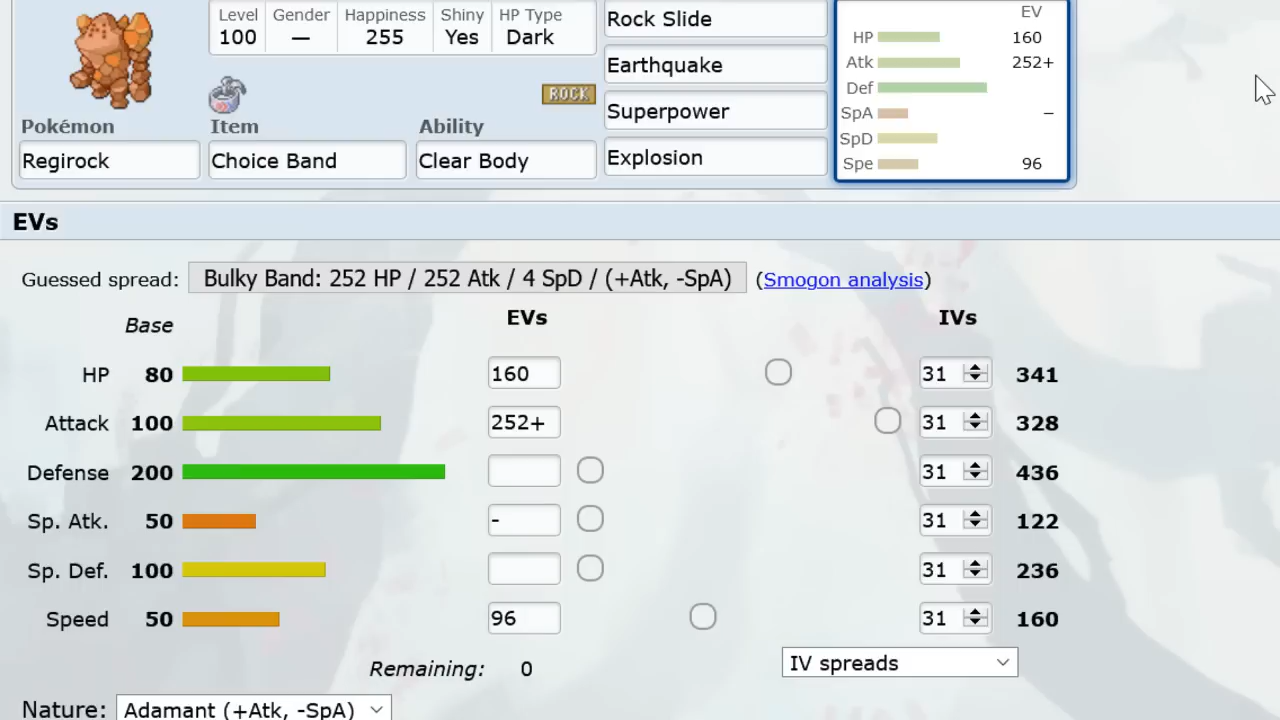 Level Gender Happiness Shiny HP Type
100 — 255 Yes Dark
ROCK
Pokémon Item Ability
Regirock Choice Band Clear Body
Rock Slide
Earthquake
Superpower
Explosion
EV
HP 160
Atk 252+
Def
SpA −
SpD
Spe 96
EVs
Guessed spread: Bulky Band: 252 HP / 252 Atk / 4 SpD / (+Atk, -SpA) (Smogon analysis)
Base EVs IVs
HP 80 160 31 341
Attack 100 252+ 31 328
Defense 200 31 436
Sp. Atk. 50 - 31 122
Sp. Def. 100 31 236
Speed 50 96 31 160
Remaining: 0 IV spreads
Nature: Adamant (+Atk, -SpA)